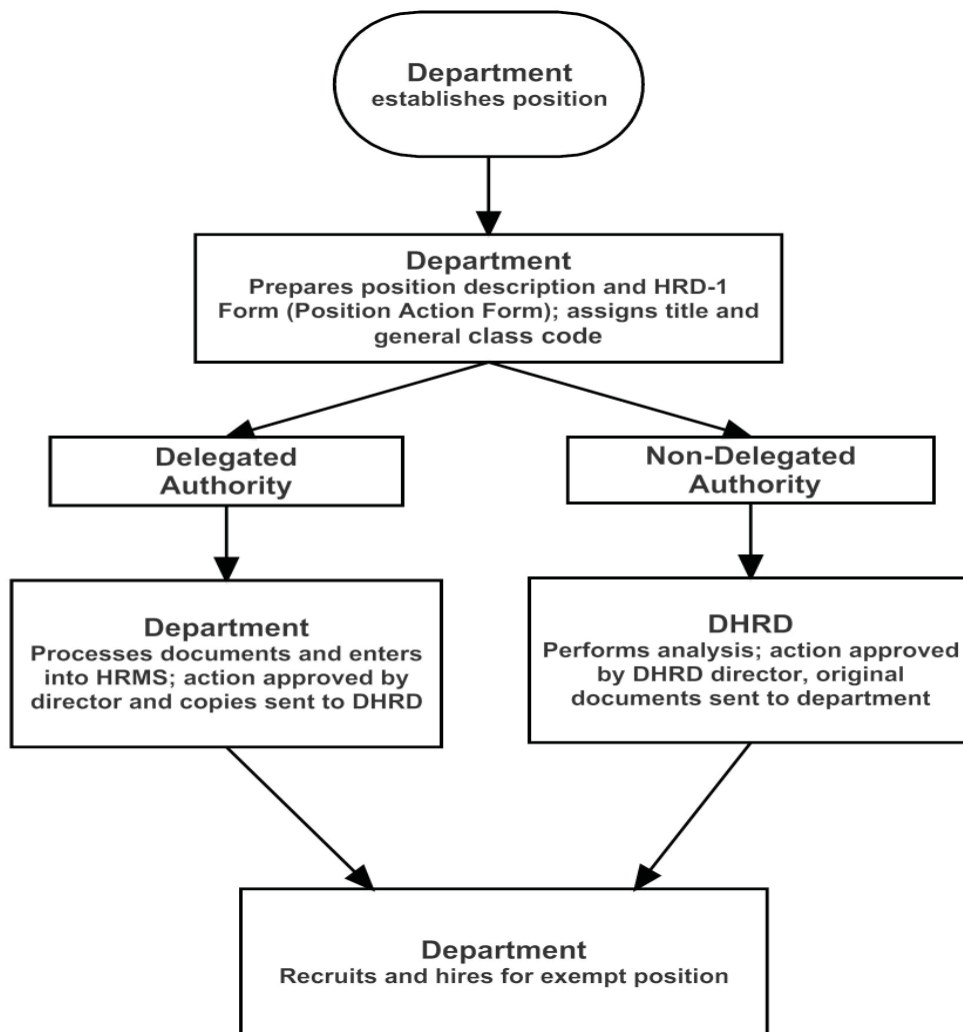 Department
establishes position
Department
Prepares position description and HRD-1
Form (Position Action Form); assigns title and
general class code
Delegated
Authority
Non-Delegated
Authority
Department
Processes documents and enters
into HRMS; action approved by
director and copies sent to DHRD
DHRD
Performs analysis; action approved
by DHRD director, original
documents sent to department
Department
Recruits and hires for exempt position